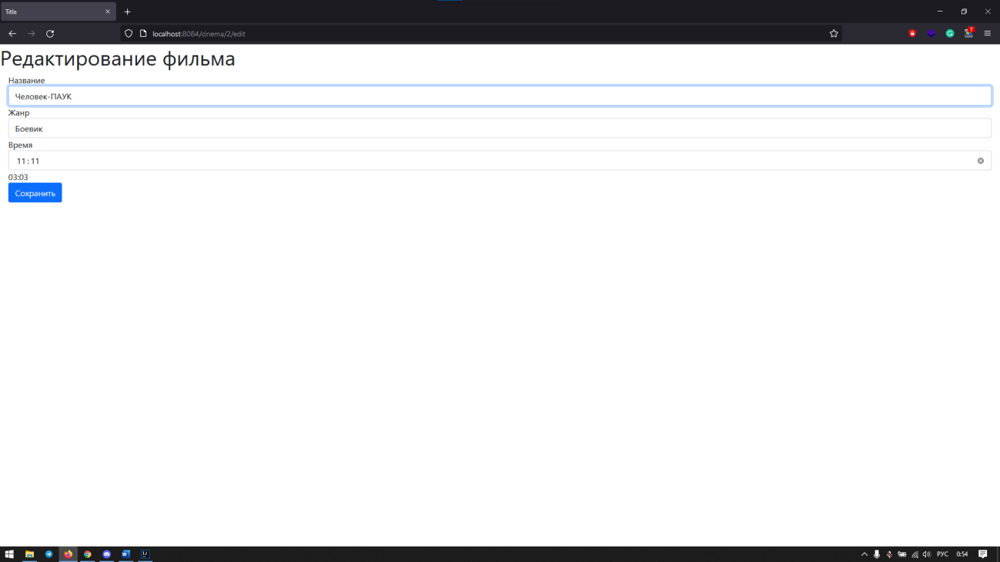 Title
localhost:8084/cinema/2/edit
Редактирование фильма
Название
Человек-ПАУК
Жанр
Боевик
Время
11:11
03:03
Сохранить
РУС 0:54